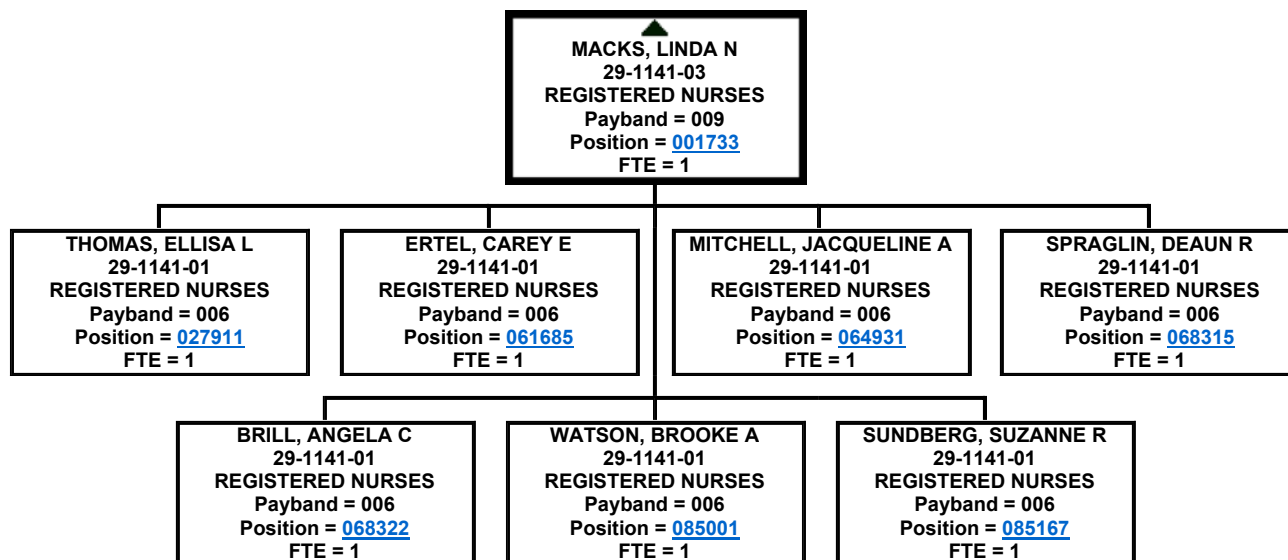 MACKS, LINDA N
29-1141-03
REGISTERED NURSES
Payband = 009
Position = 001733
FTE = 1
THOMAS, ELLISA L
29-1141-01
REGISTERED NURSES
Payband = 006
Position = 027911
FTE = 1
ERTEL, CAREY E
29-1141-01
REGISTERED NURSES
Payband = 006
Position = 061685
FTE = 1
MITCHELL, JACQUELINE A
29-1141-01
REGISTERED NURSES
Payband = 006
Position = 064931
FTE = 1
SPRAGLIN, DEAUN R
29-1141-01
REGISTERED NURSES
Payband = 006
Position = 068315
FTE = 1
BRILL, ANGELA C
29-1141-01
REGISTERED NURSES
Payband = 006
Position = 068322
FTE = 1
WATSON, BROOKE A
29-1141-01
REGISTERED NURSES
Payband = 006
Position = 085001
FTE = 1
SUNDBERG, SUZANNE R
29-1141-01
REGISTERED NURSES
Payband = 006
Position = 085167
FTE = 1